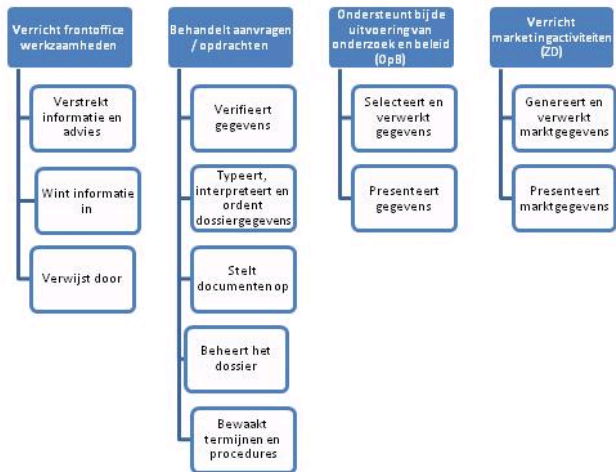 Verricht frontoffice
werkzaamheden
Verstrekt
informatie en
advies
Wint informatie
in
Verwijst door
Behandelt aanvragen
/ opdrachten
Verifieert
gegevens
Typeert,
interpreteert en
ordent
dossiergegevens
Stelt
documenten op
Beheert het
dossier
Bewaakt
termijnen en
procedures
Ondersteunt bij de
uitvoering van
onderzoek en beleid
(OpB)
Selecteert en
verwerkt
gegevens
Presenteert
gegevens
Verricht
marketingactiviteiten
(ZD)
Genereert en
verwerkt
marktgegevens
Presenteert
marktgegevens